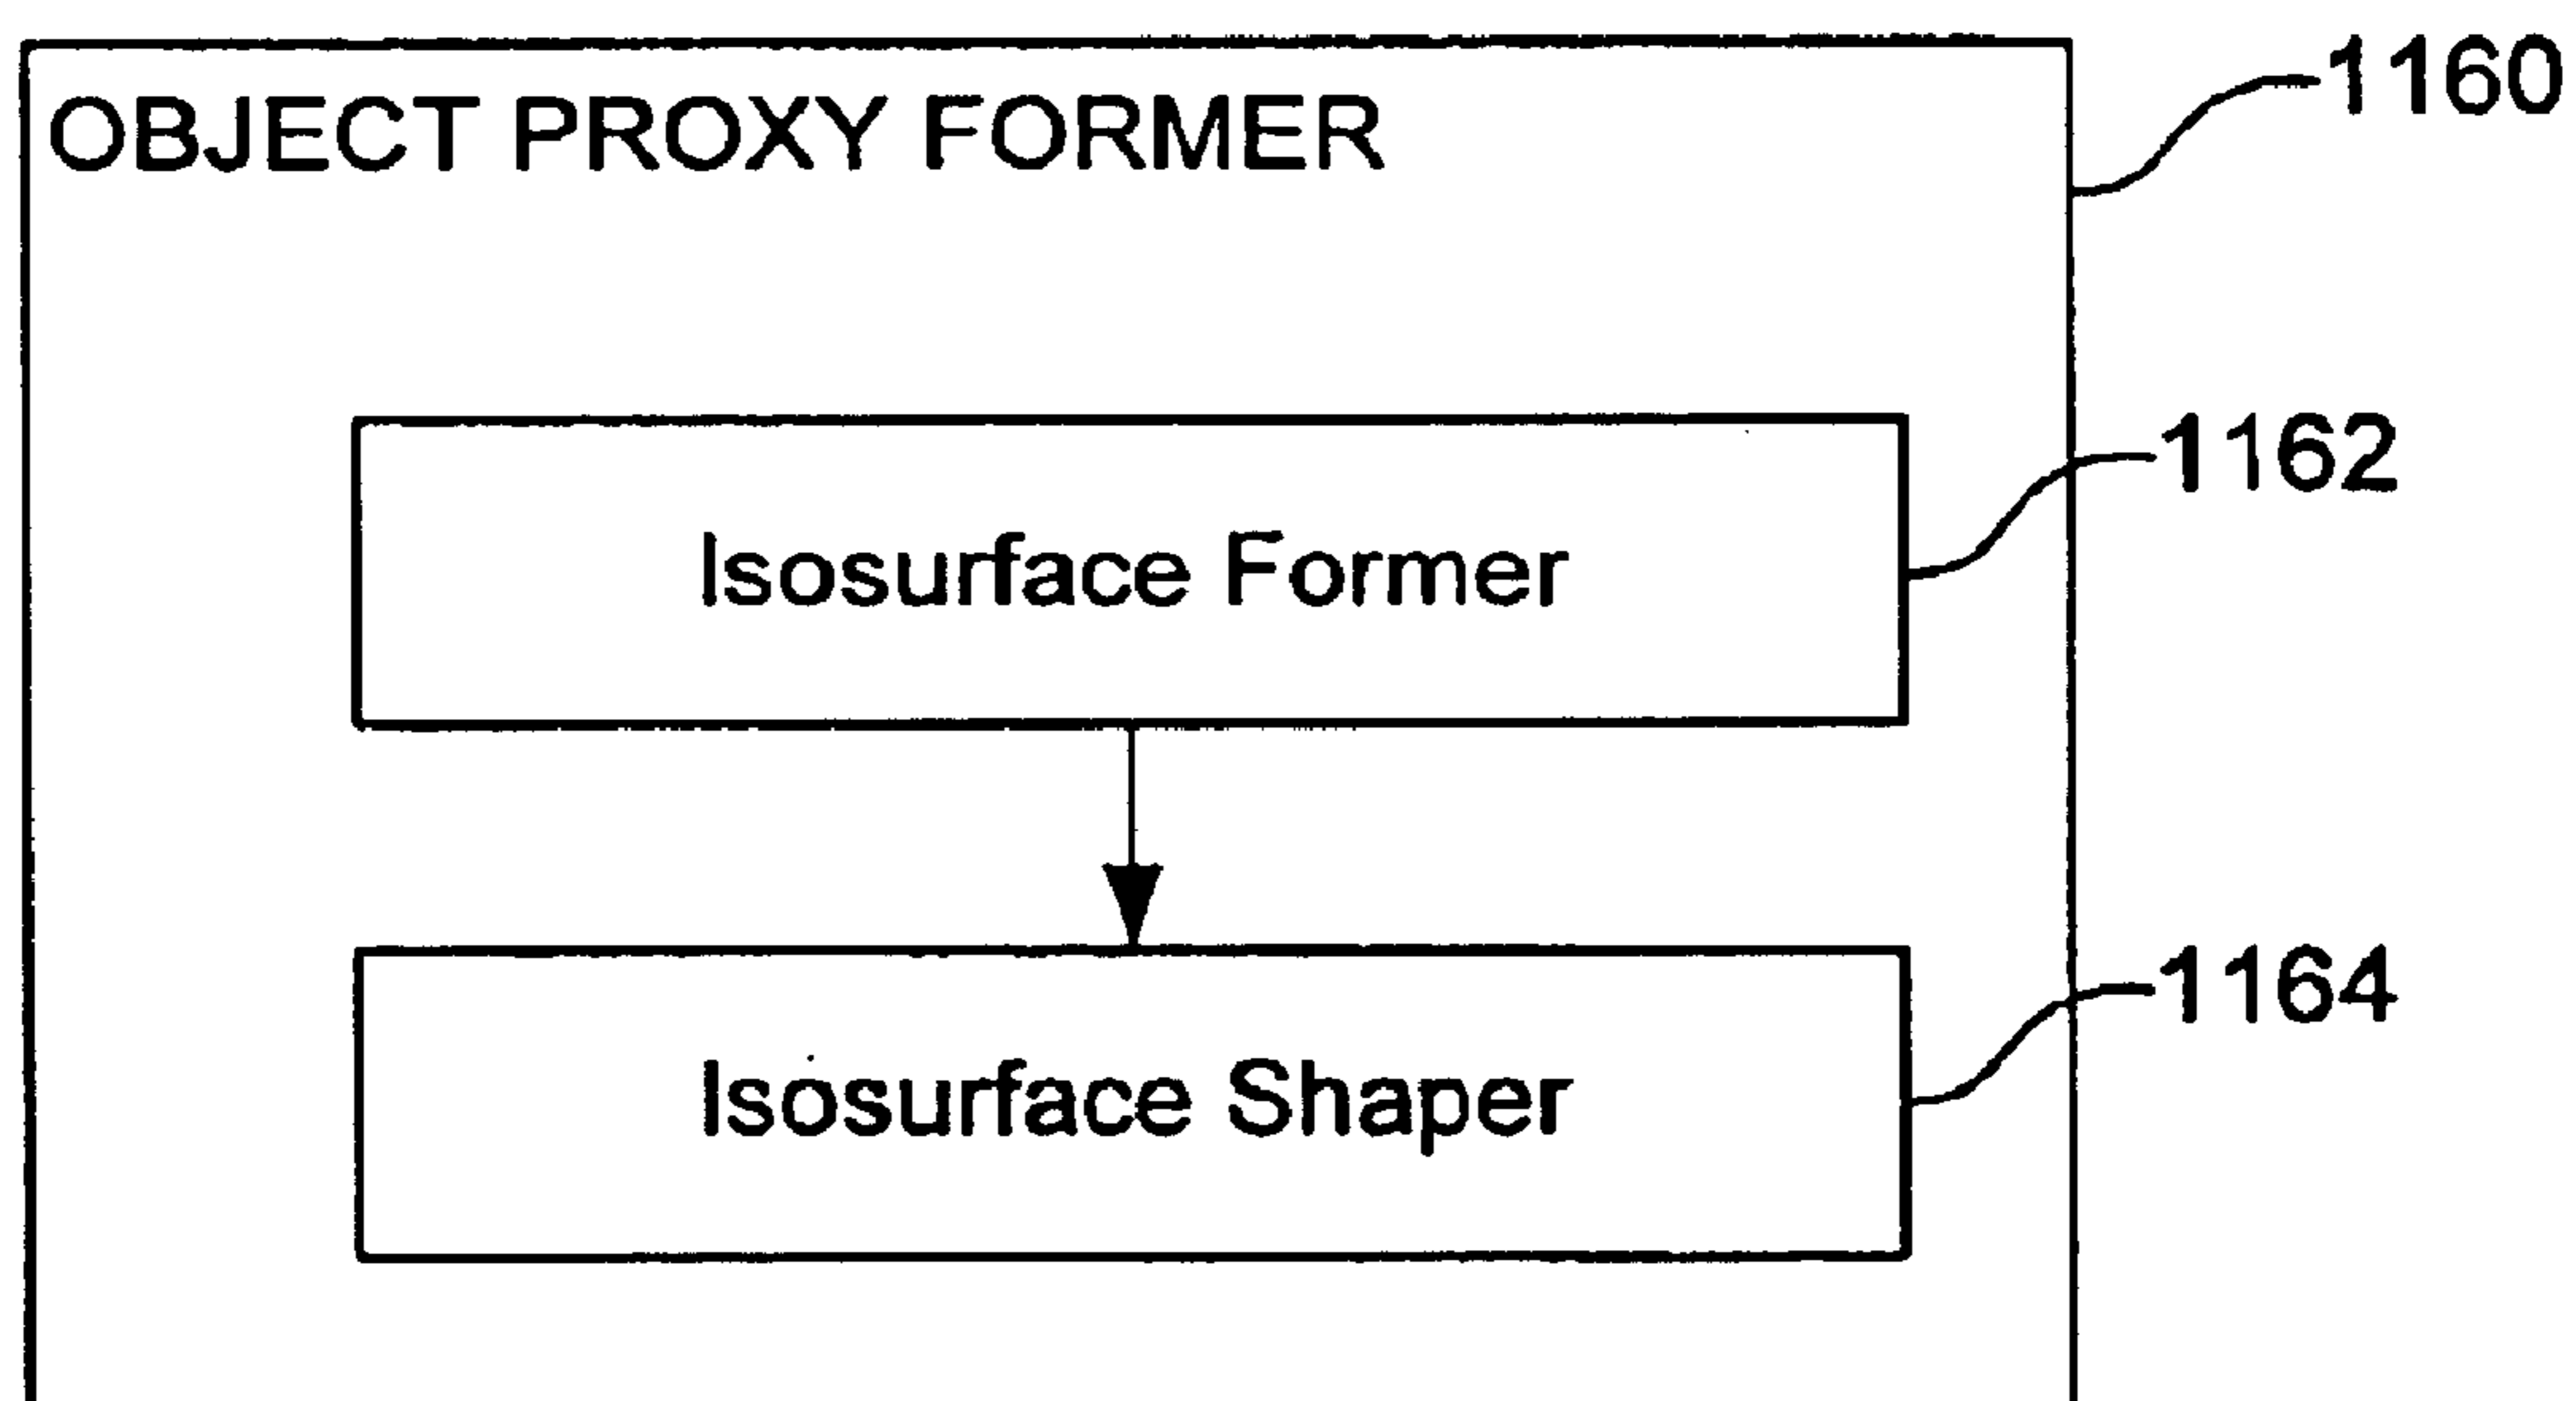 OBJECT PROXY FORMER
1160
1162
Isosurface Former
1164
Isosurface Shaper